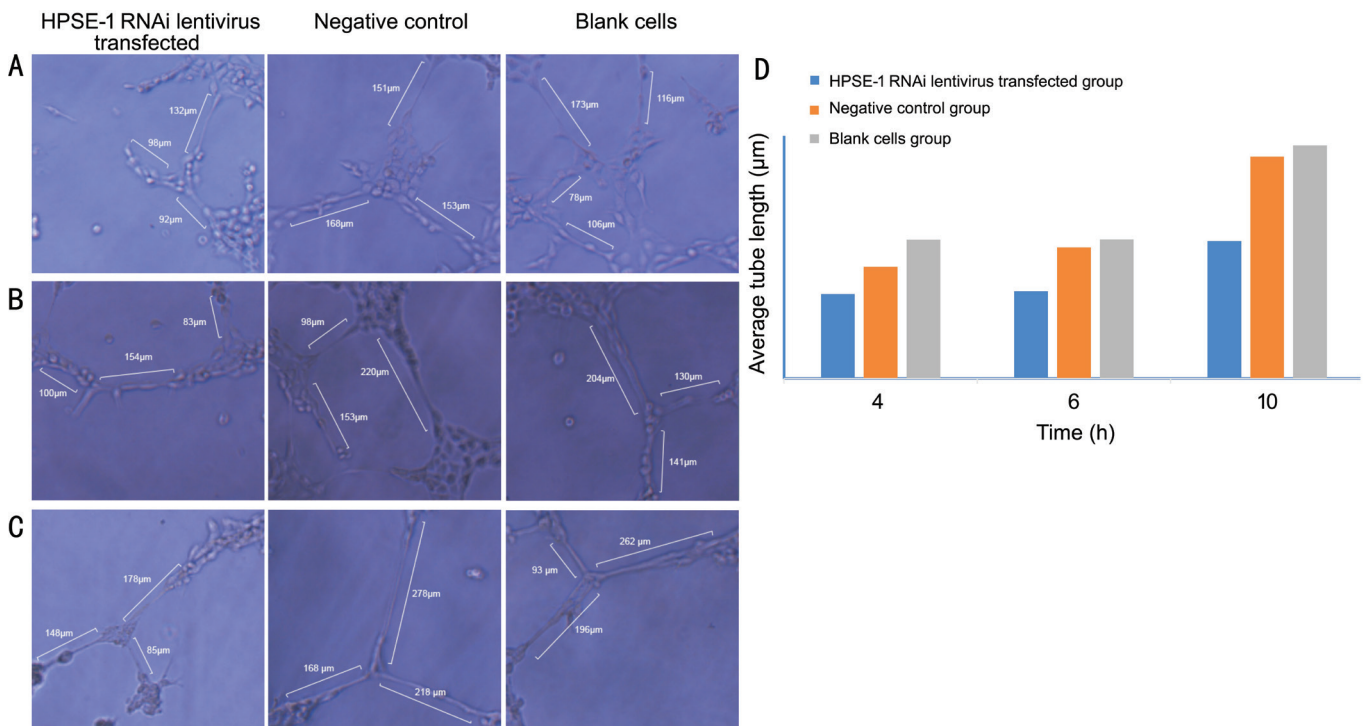 HPSE-1 RNAi lentivirus
transfected
Negative control
Blank cells
A
132µm
98µm
92µm
151µm
168µm
153µm
173µm
116µm
78µm
106µm
B
83µm
154µm
100µm
98µm
220µm
153µm
204µm
130µm
141µm
C
178µm
148µm
85µm
278µm
168 µm
218 µm
262 µm
93 µm
196µm
D
HPSE-1 RNAi lentivirus transfected group
Negative control group
Blank cells group
Average tube length (µm)
4
6
10
Time (h)